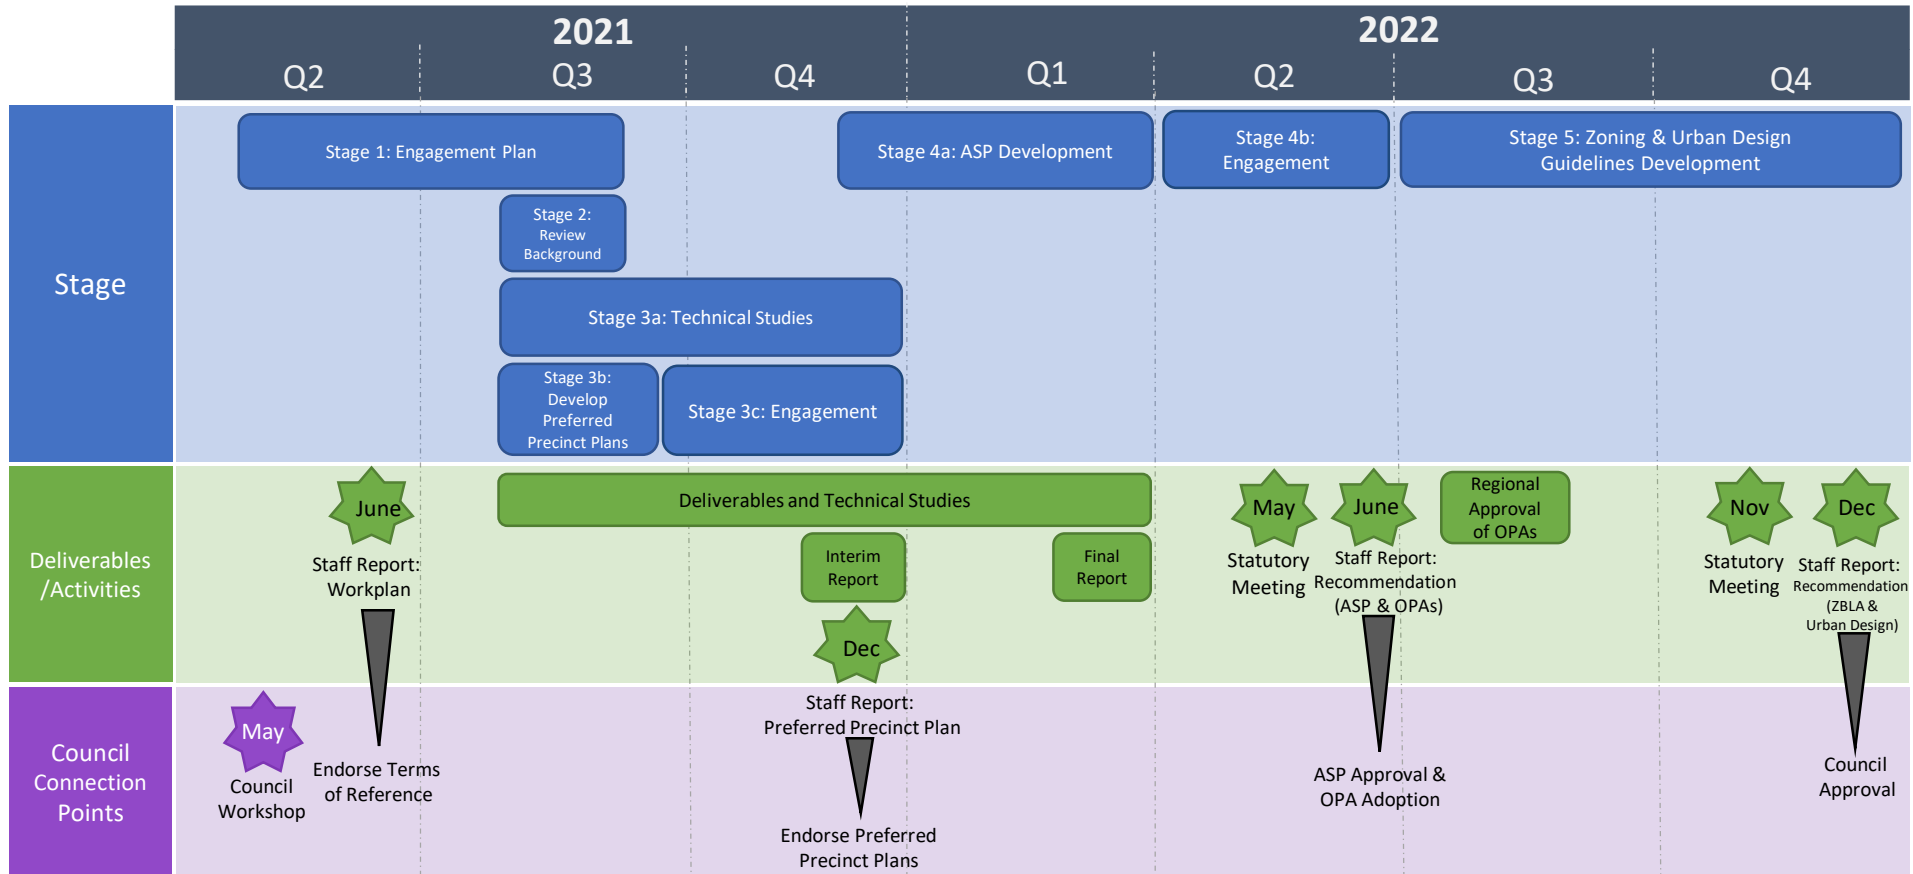 2021
2022
Q2
Q3
Q4
Q1
Q2
Q3
Q4
Stage
Stage 1: Engagement Plan
Stage 4a: ASP Development
Stage 4b:
Engagement
Stage 5: Zoning & Urban Design
Guidelines Development
Stage 2:
Review
Background
Stage 3a: Technical Studies
Stage 3b:
Develop
Preferred
Precinct Plans
Stage 3c: Engagement
Deliverables
/Activities
June
Staff Report:
Workplan
Deliverables and Technical Studies
Interim
Report
Final
Report
Dec
Staff Report:
Preferred Precinct Plan
May
Statutory
Meeting
June
Staff Report:
Recommendation
(ASP & OPAs)
Regional
Approval
of OPAs
Nov
Statutory
Meeting
Dec
Staff Report:
Recommendation
(ZBLA &
Urban Design)
Council
Connection
Points
May
Council
Workshop
Endorse Terms
of Reference
Endorse Preferred
Precinct Plans
ASP Approval &
OPA Adoption
Council
Approval